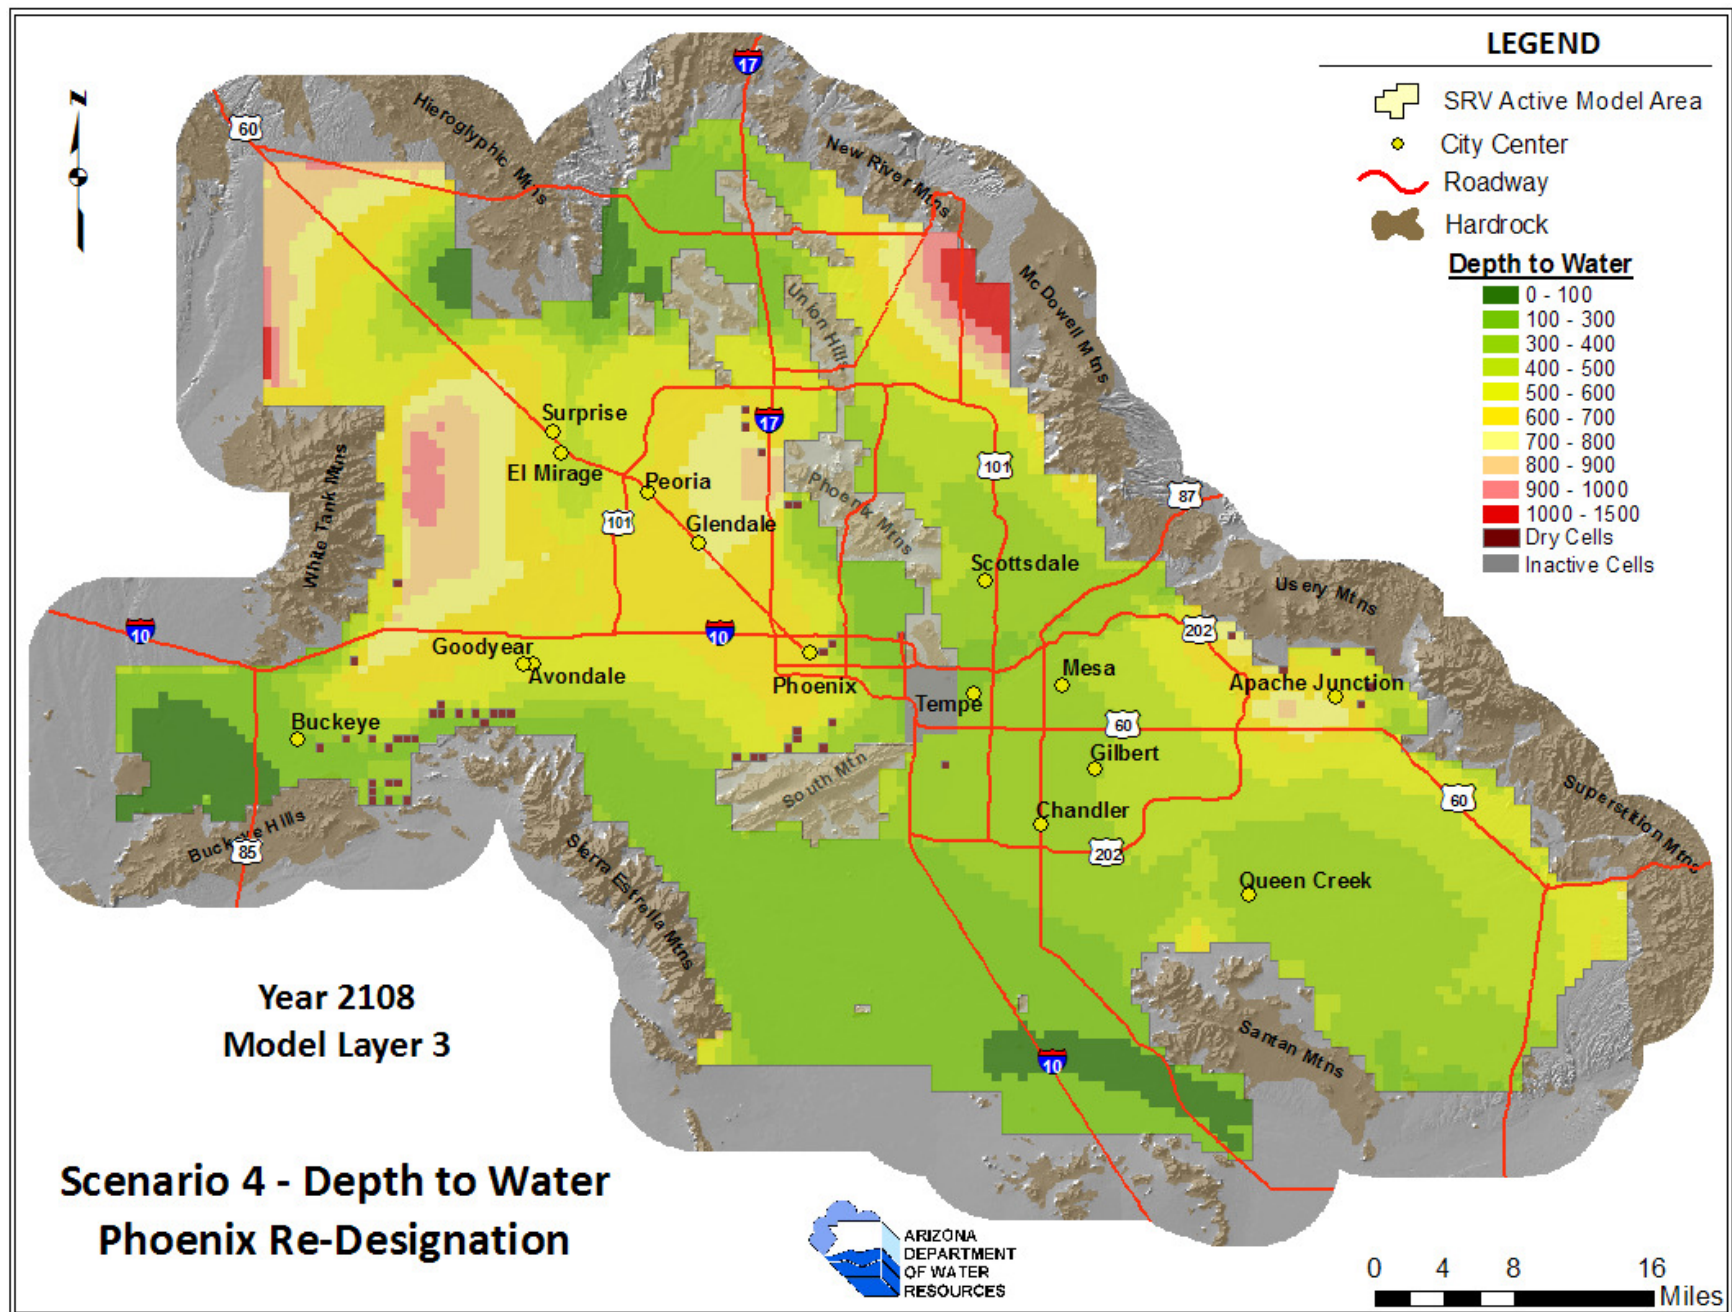 LEGEND
SRV Active Model Area
City Center
Roadway
Hardrock
Depth to Water
0 - 100
100 - 300
300 - 400
400 - 500
500 - 600
600 - 700
700 - 800
800 - 900
900 - 1000
1000 - 1500
Dry Cells
Inactive Cells
N
17
60
Hieroglyphic Mtns
New River Mtns
Union Hills
Mc Dowell Mtns
Surprise
17
El Mirage
Peoria
101
87
White Tank Mtns
101
Glendale
Phoenix Mtns
Scottsdale
Usery Mtns
10
10
202
Goodyear
Avondale
Phoenix
Tempe
Mesa
Apache Junction
Buckeye
60
Gilbert
South Mtn
60
Chandler
Superstition Mtns
Buckeye Hills
85
202
Sierra Estrella Mtns
Queen Creek
Year 2108
Model Layer 3
10
Santan Mtns
Scenario 4 - Depth to Water
Phoenix Re-Designation
ARIZONA
DEPARTMENT
OF WATER
RESOURCES
0 4 8 16
Miles